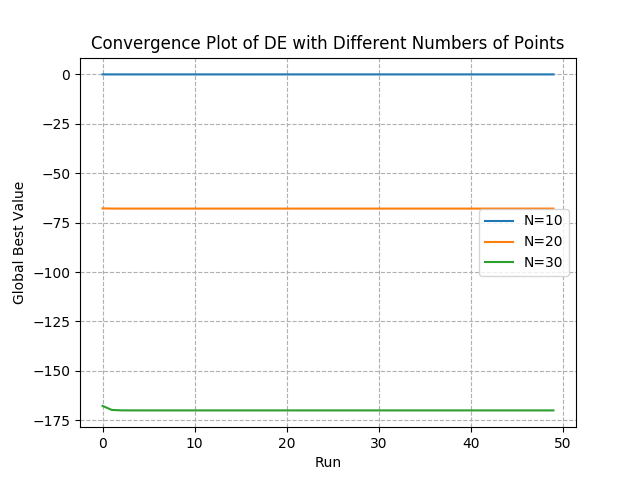 Convergence Plot of DE with Different Numbers of Points
Global Best Value
0
−25
−50
−75
−100
−125
−150
−175
N=10
N=20
N=30
0 10 20 30 40 50
Run